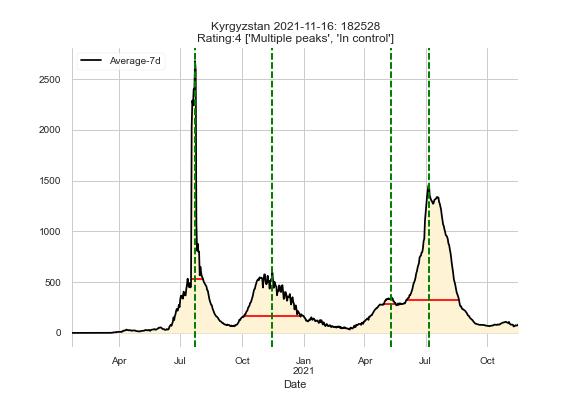 Kyrgyzstan 2021-11-16: 182528
Rating:4 ['Multiple peaks', 'In control']
Average-7d
2500
2000
1500
1000
500
0
Apr Jul Oct Jan Apr Jul Oct
2021
Date